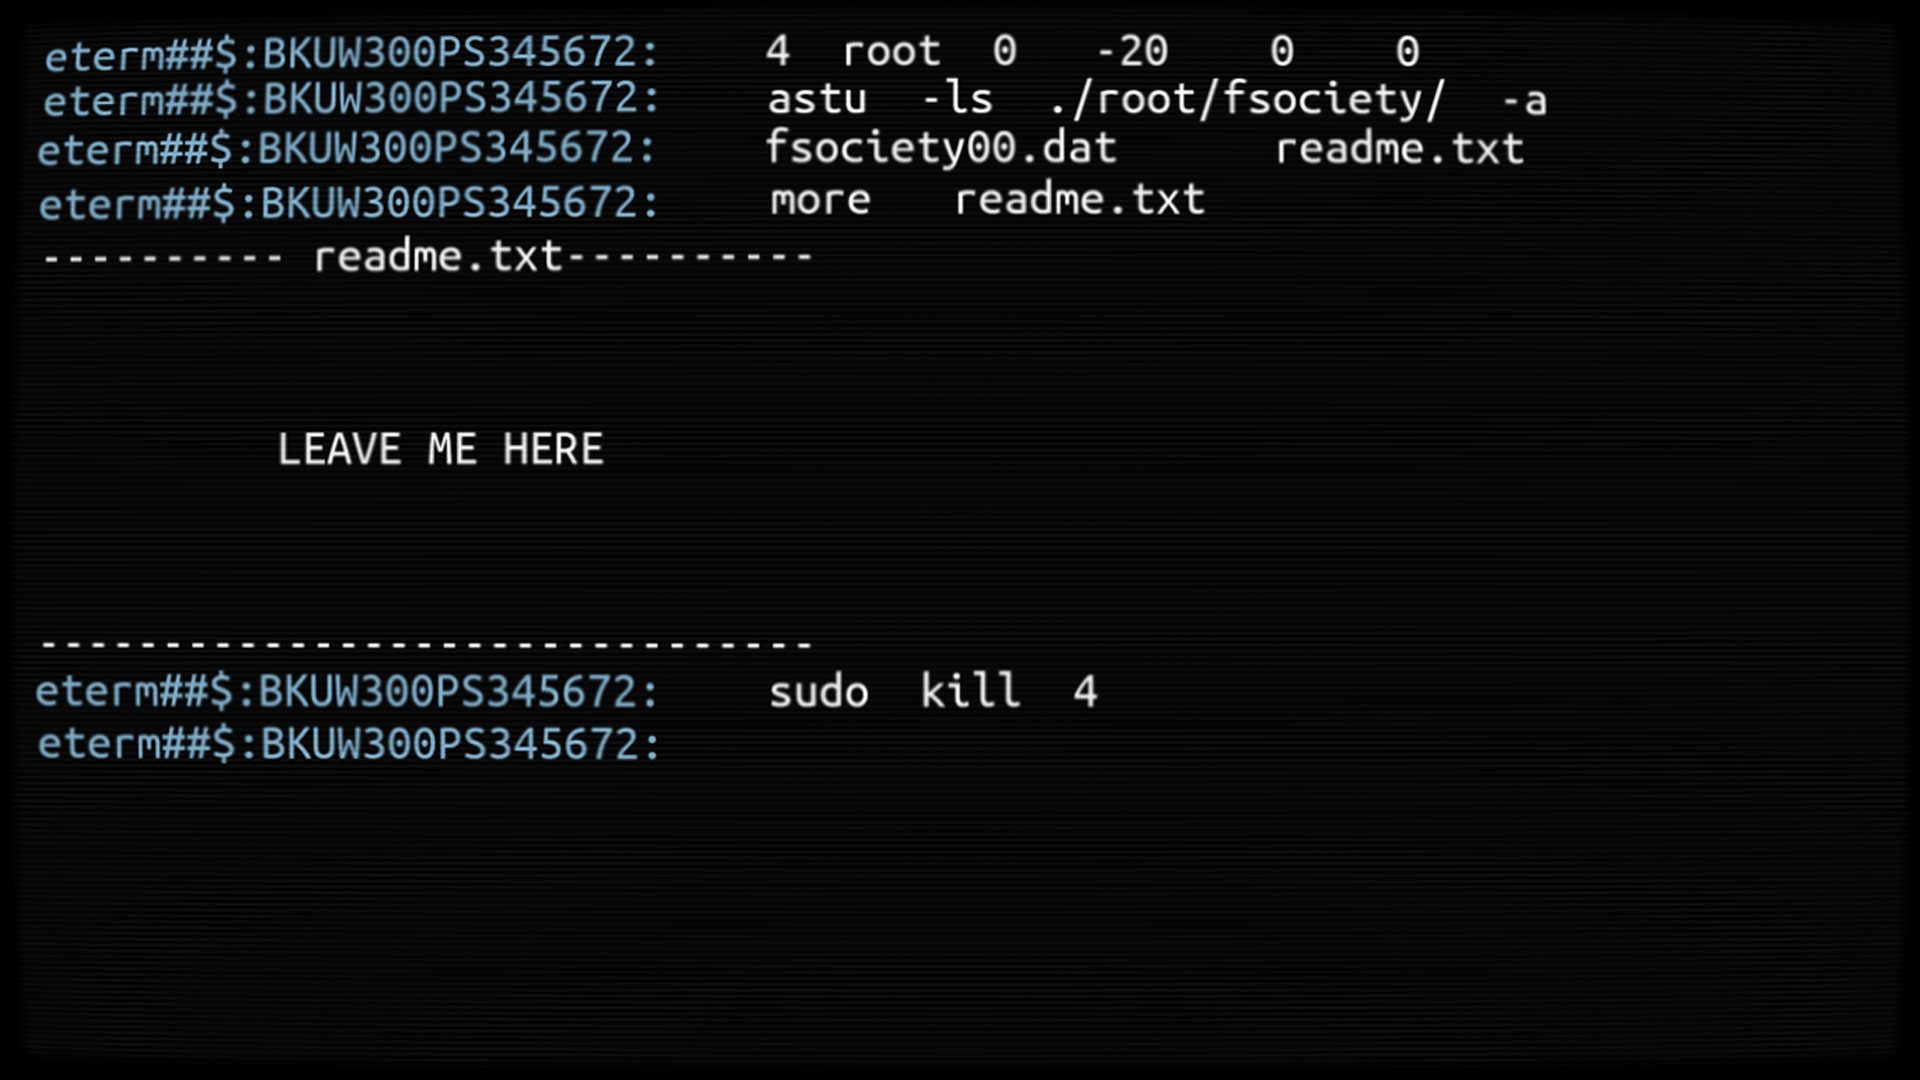 eterm##$:BKUW300PS345672: 4 root 0 -20 0 0
eterm##$:BKUW300PS345672: astu -ls ./root/fsociety/ -a
eterm##$:BKUW300PS345672: fsociety00.dat readme.txt
eterm##$:BKUW300PS345672: more readme.txt
---------- readme.txt----------
LEAVE ME HERE
-------------------------------
eterm##$:BKUW300PS345672: sudo kill 4
eterm##$:BKUW300PS345672: